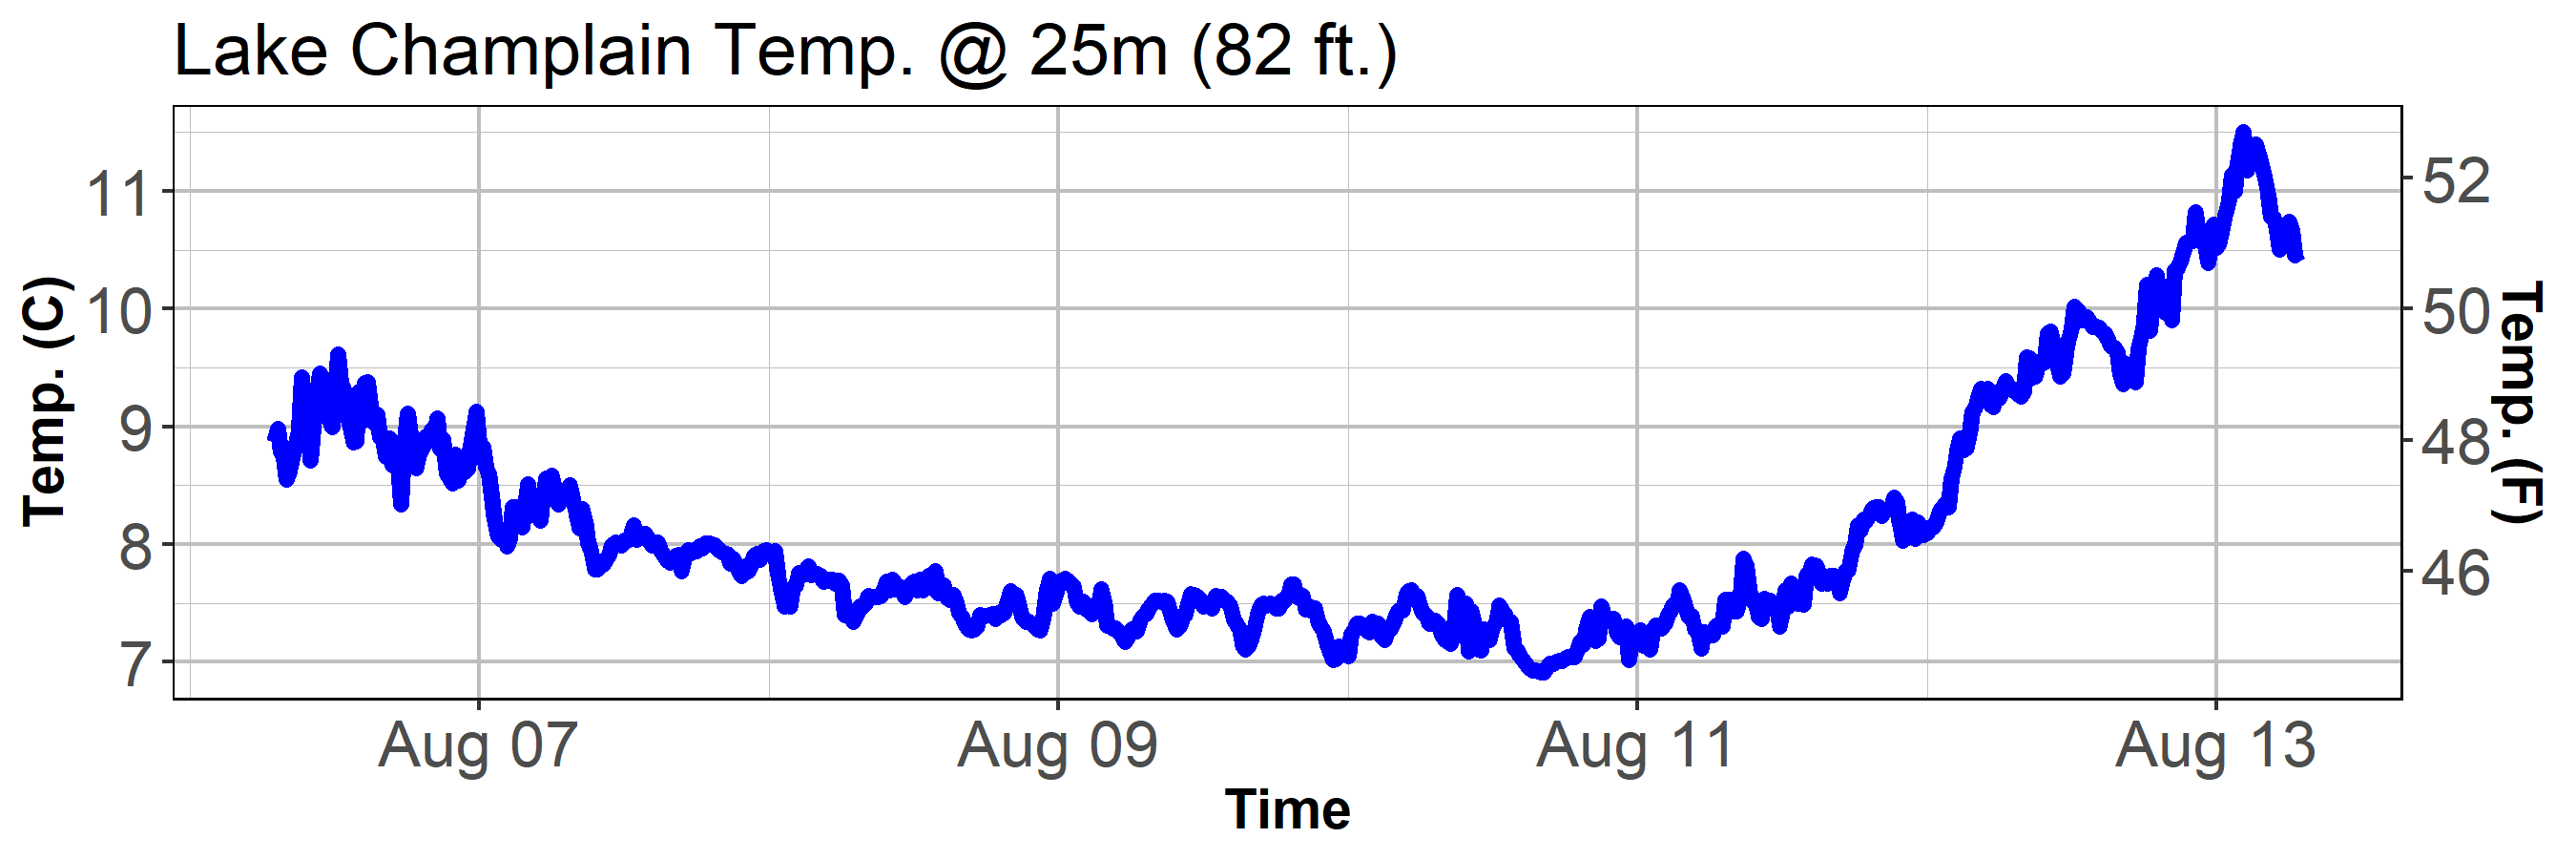 Lake Champlain Temp. @ 25m (82 ft.)
Temp. (C)
11
10
9
8
7
52
50
48
46
Temp. (F)
Aug 07 Aug 09 Aug 11 Aug 13
Time